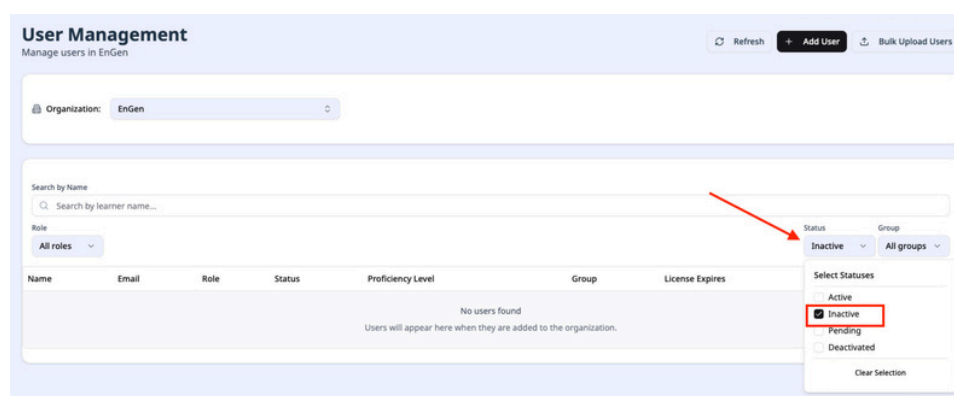 User Management
Manage users in EnGen
Refresh
+ Add User
Bulk Upload Users
Organization: EnGen
Search by Name
Search by learner name...
Role
Status
Group
All roles
Inactive
All groups
Name Email Role Status Proficiency Level Group License Expires
Select Statuses
Active
Inactive
Pending
Deactivated
Clear Selection
No users found
Users will appear here when they are added to the organization.